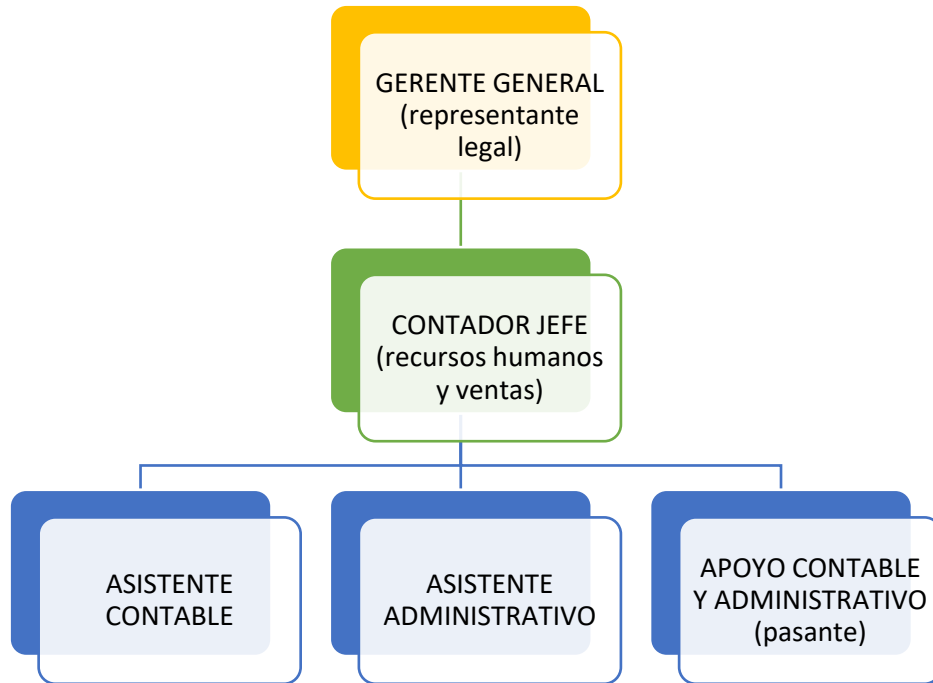 GERENTE GENERAL
(representante
legal)
CONTADOR JEFE
(recursos humanos
y ventas)
ASISTENTE
CONTABLE
ASISTENTE
ADMINISTRATIVO
APOYO CONTABLE
Y ADMINISTRATIVO
(pasante)